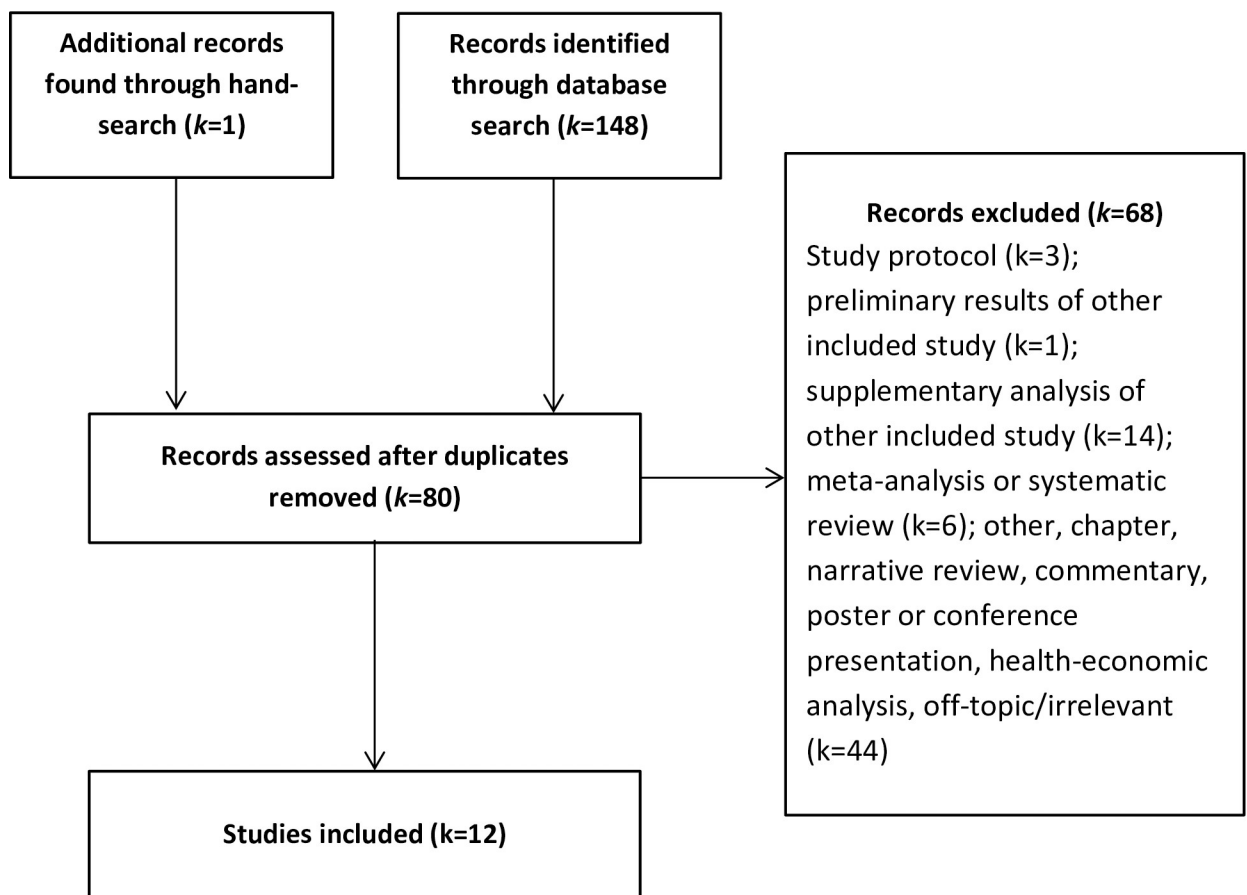 Additional records
found through hand-
search (k=1)
Records identified
through database
search (k=148)
Records excluded (k=68)
Study protocol (k=3);
preliminary results of other
included study (k=1);
supplementary analysis of
other included study (k=14);
meta-analysis or systematic
review (k=6); other, chapter,
narrative review, commentary,
poster or conference
presentation, health-economic
analysis, off-topic/irrelevant
(k=44)
Records assessed after duplicates
removed (k=80)
Studies included (k=12)